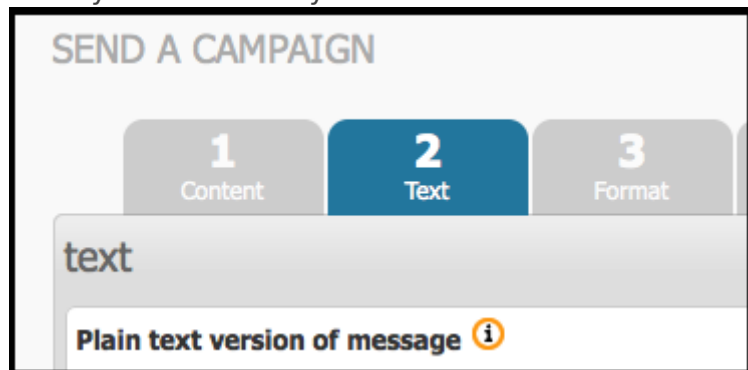 SEND A CAMPAIGN
1
Content
2
Text
3
Format
text
Plain text version of message